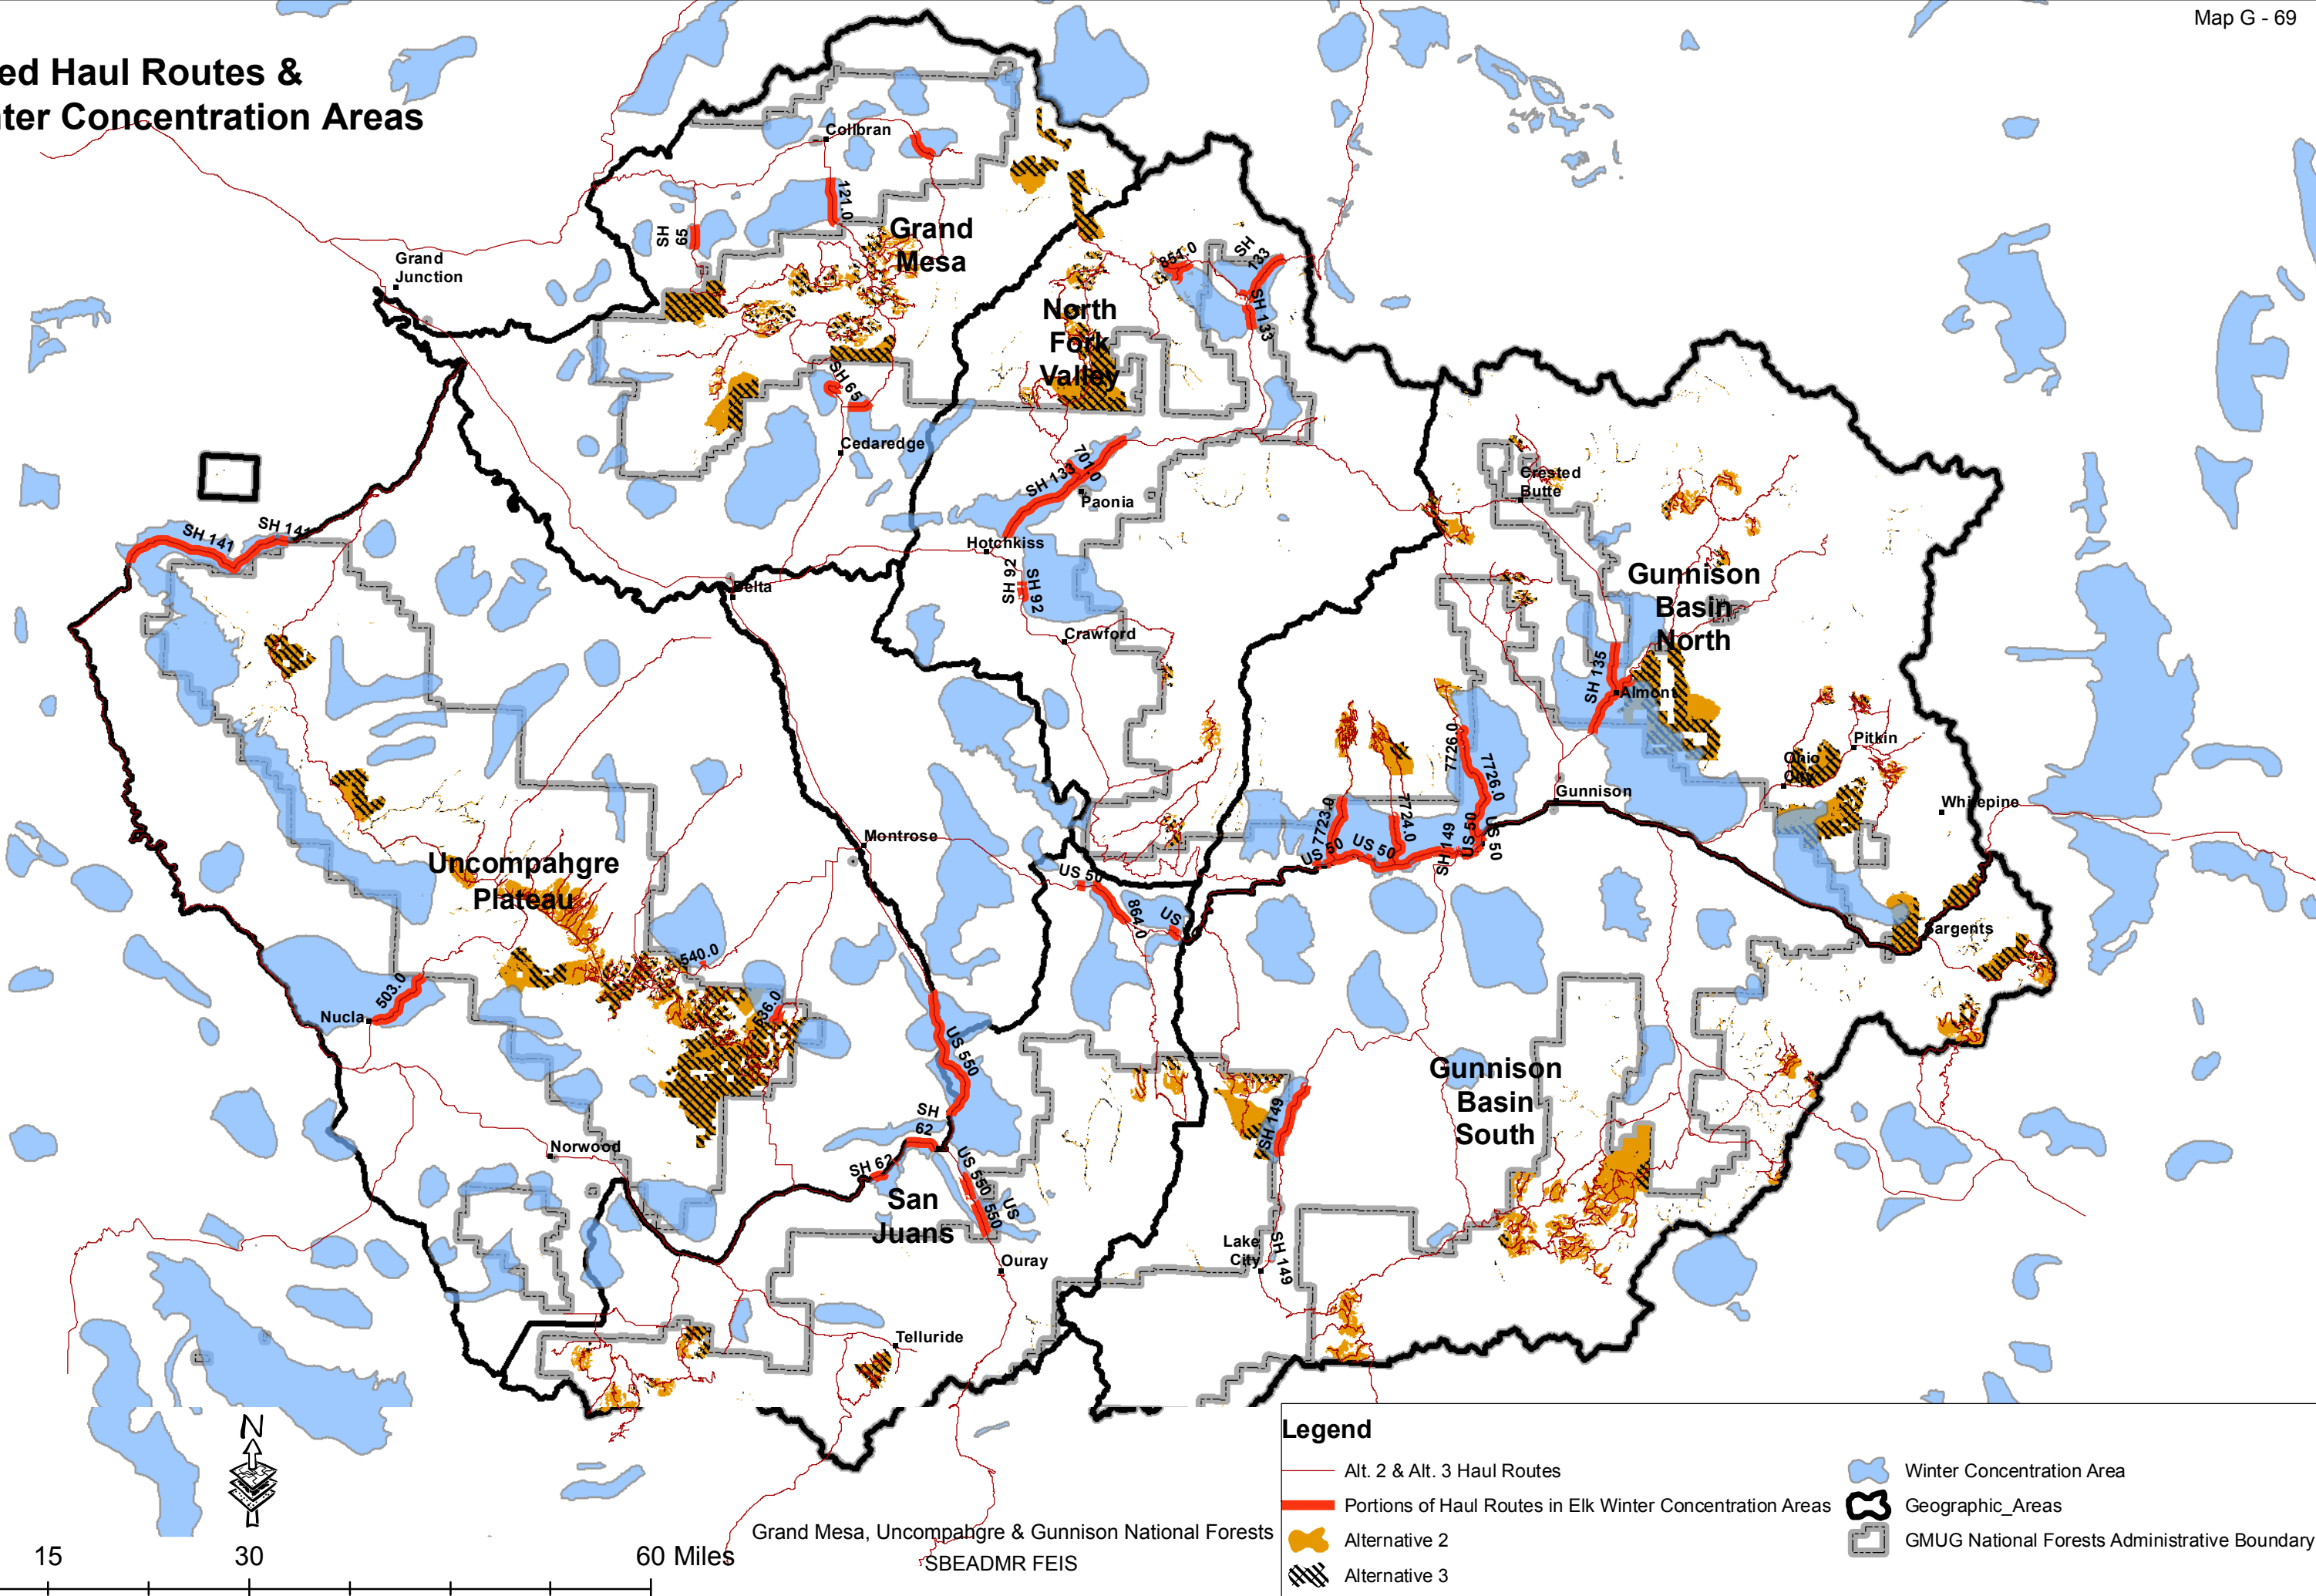 Map G - 69
ed Haul Routes &
ter Concentration Areas
Collbran
121.0
SH
65
Grand
Mesa
Grand
Junction
851.0
SH
133
SH 133
North
Fork
Valley
SH 65
Cedaredge
SH 133
701.0
Paonia
Crested
Butte
SH 141
SH 141
Hotchkiss
SH 92
SH 92
Delta
Crawford
Gunnison
Basin
North
SH 135
Almont
7726.0
7726.0
Pitkin
Ohio
City
Gunnison
Whitepine
77723.0
7724.0
US 50
US 50
SH 149
US 50
US 50
Montrose
Uncompahgre
Plateau
US 50
864.0
US
Sargents
540.0
503.0
Nucla
536.0
US 550
Gunnison
Basin
South
SH
62
SH 149
Norwood
SH 62
US 550
US
550
San
Juans
Ouray
Lake
City
SH 149
Telluride
N
Legend
Alt. 2 & Alt. 3 Haul Routes
Portions of Haul Routes in Elk Winter Concentration Areas
Alternative 2
Alternative 3
Winter Concentration Area
Geographic_Areas
GMUG National Forests Administrative Boundary
Grand Mesa, Uncompahgre & Gunnison National Forests
SBEADMR FEIS
15
30
60 Miles